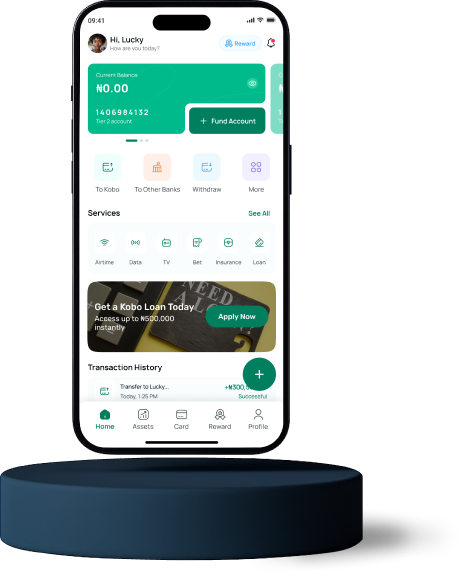 09:41
Hi, Lucky
How are you today?
Reward
Current Balance
₦0.00
1406984132
Tier 2 account
Fund Account
To Kobo
To Other Banks
Withdraw
More
Services
See All
Airtime
Data
TV
Bet
Insurance
Loan
NEED
A LO
Get a Kobo Loan Today
Access up to ₦500,000
instantly
Apply Now
Transaction History
Transfer to Lucky...
+₦300,
Today, 1:25 PM
Successful
Home
Assets
Card
Reward
Profile